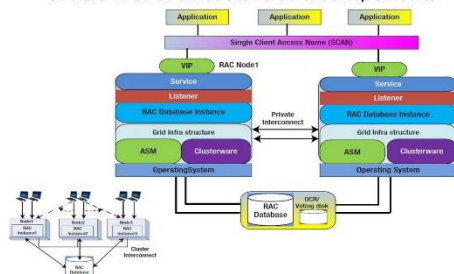 Application
Application
Application
Single Client Access Name (SCAN)
VIP
RAC Node1
VIP
Service
Listener
RAC Database Instance
Grid Infra structure
ASM
Clusterware
OperatingSystem
Private
Interconnect
Service
Listener
RAC Database Instance
Grid Infra structure
ASM
Clusterware
Operating System
RAC
Database
OCR/
Voting disk
Node1
RAC
Instance1
Node2
RAC
Instance2
Node3
RAC
Instance3
Cluster
Interconnect
RAC
Database